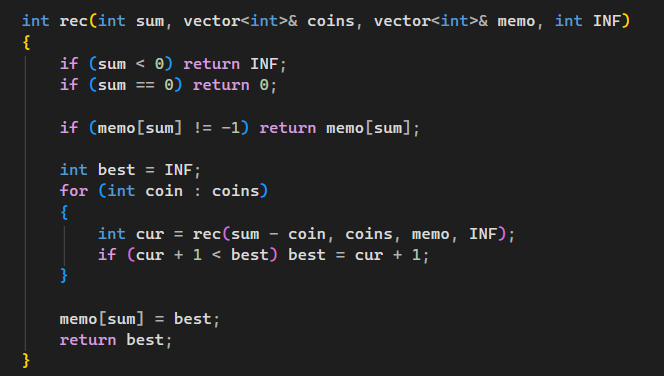 int rec(int sum, vector<int>& coins, vector<int>& memo, int INF)
{
    if (sum < 0) return INF;
    if (sum == 0) return 0;

    if (memo[sum] != -1) return memo[sum];

    int best = INF;
    for (int coin : coins)
    {
        int cur = rec(sum - coin, coins, memo, INF);
        if (cur + 1 < best) best = cur + 1;
    }

    memo[sum] = best;
    return best;
}